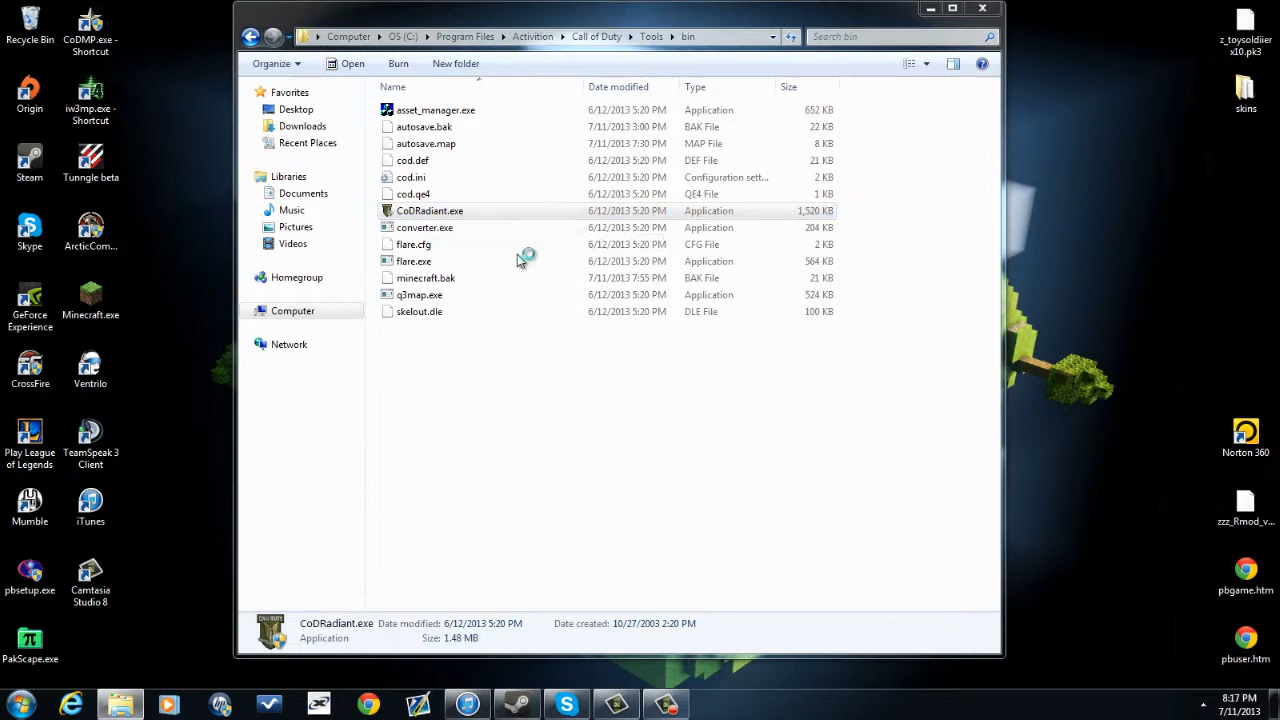 Recycle Bin
CoDMP.exe - Shortcut
Origin
iw3mp.exe - Shortcut
Steam
Tunngle beta
Skype
ArcticCom...
GeForce Experience
Minecraft.exe
CrossFire
Ventrilo
Play League of Legends
TeamSpeak 3 Client
Mumble
iTunes
pbsetup.exe
Camtasia Studio 8
PakScape.exe
Computer
OS (C:)
Program Files
Activision
Call of Duty
Tools
bin
Search bin
Organize
Open
Burn
New folder
Favorites
Desktop
Downloads
Recent Places
Libraries
Documents
Music
Pictures
Videos
Homegroup
Computer
Network
Name Date modified Type Size
asset_manager.exe 6/12/2013 5:20 PM Application 652 KB
autosave.bak 7/11/2013 3:00 PM BAK File 22 KB
autosave.map 7/11/2013 7:30 PM MAP File 8 KB
cod.def 6/12/2013 5:20 PM DEF File 21 KB
cod.ini 6/12/2013 5:20 PM Configuration sett... 2 KB
cod.qe4 6/12/2013 5:20 PM QE4 File 1 KB
CoDRadiant.exe 6/12/2013 5:20 PM Application 1,520 KB
converter.exe 6/12/2013 5:20 PM Application 204 KB
flare.cfg 6/12/2013 5:20 PM CFG File 2 KB
flare.exe 6/12/2013 5:20 PM Application 564 KB
minecraft.bak 7/11/2013 7:55 PM BAK File 21 KB
q3map.exe 6/12/2013 5:20 PM Application 524 KB
skelout.dle 6/12/2013 5:20 PM DLE File 100 KB
CoDRadiant.exe Date modified: 6/12/2013 5:20 PM Date created: 10/27/2003 2:20 PM
Application Size: 1.48 MB
z_toysoldiier x10.pk3
skins
Norton 360
zzz_Rmod_v...
pbgame.htm
pbuser.htm
8:17 PM
7/11/2013